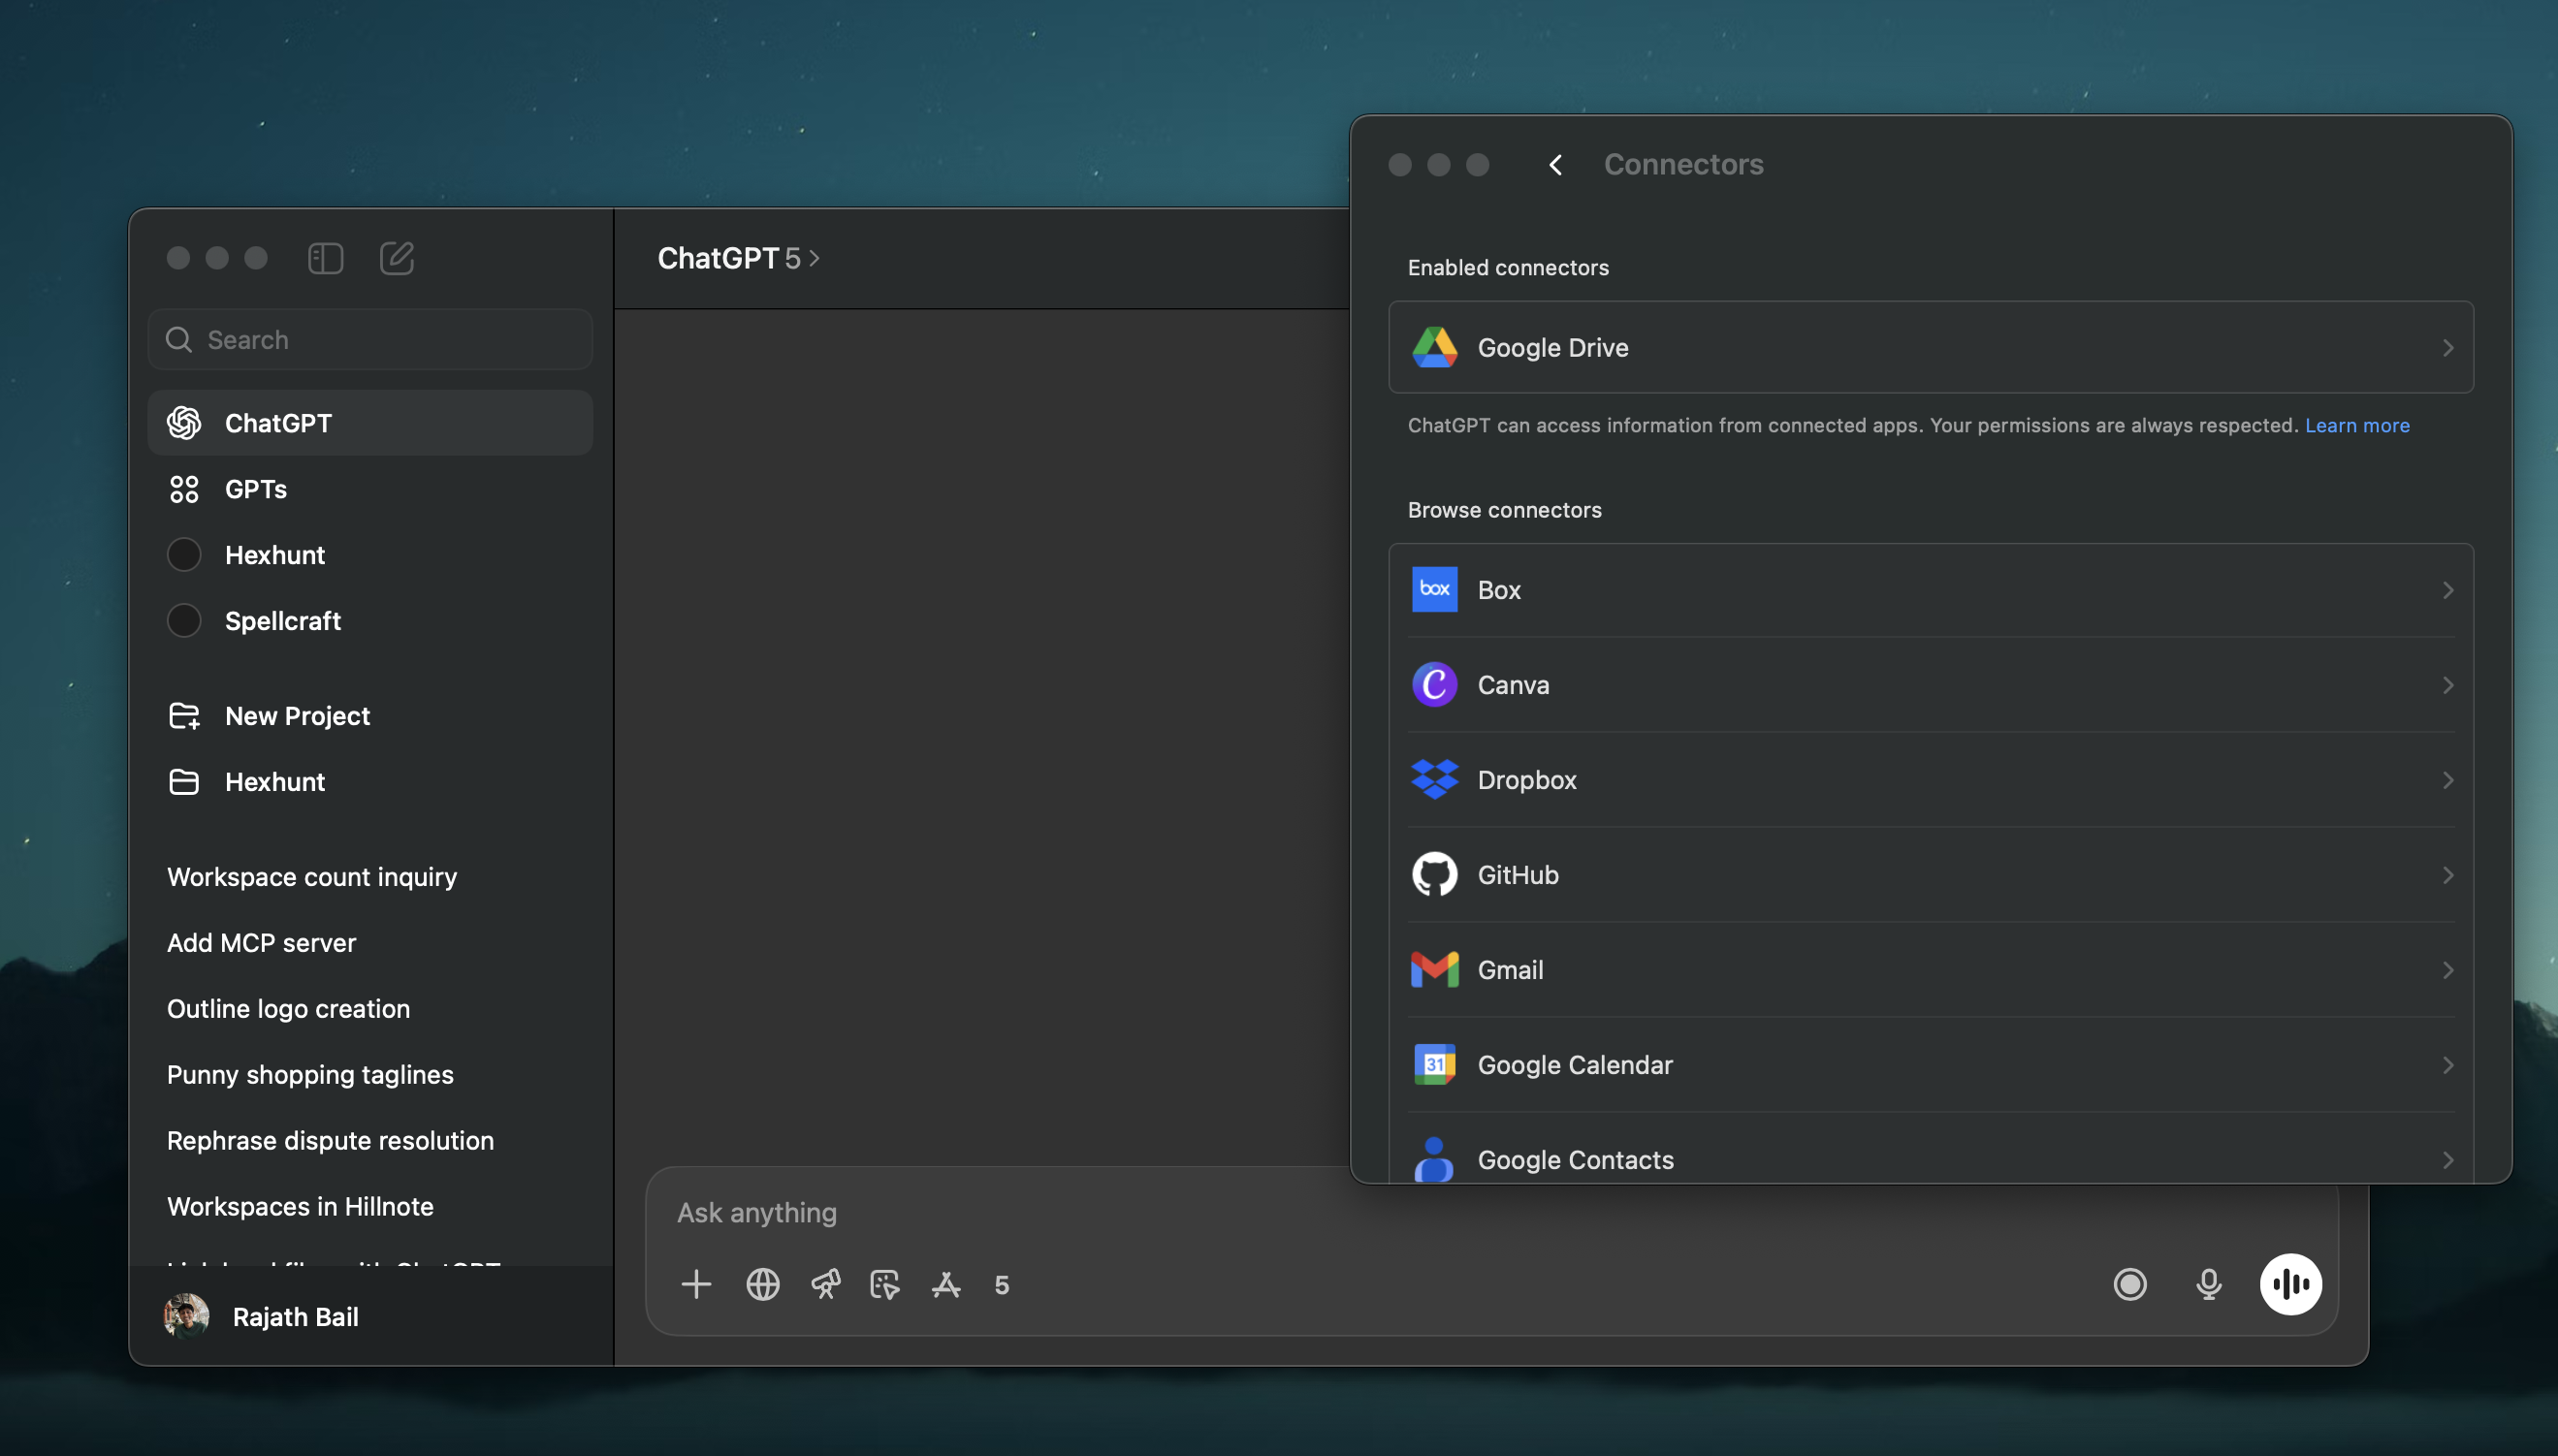 Search
ChatGPT
GPTs
Hexhunt
Spellcraft
New Project
Hexhunt
Workspace count inquiry
Add MCP server
Outline logo creation
Punny shopping taglines
Rephrase dispute resolution
Workspaces in Hillnote
Rajath Bail
ChatGPT 5
Ask anything
5
Connectors
Enabled connectors
Google Drive
ChatGPT can access information from connected apps. Your permissions are always respected. Learn more
Browse connectors
box
Box
C
Canva
Dropbox
GitHub
Gmail
31
Google Calendar
Google Contacts